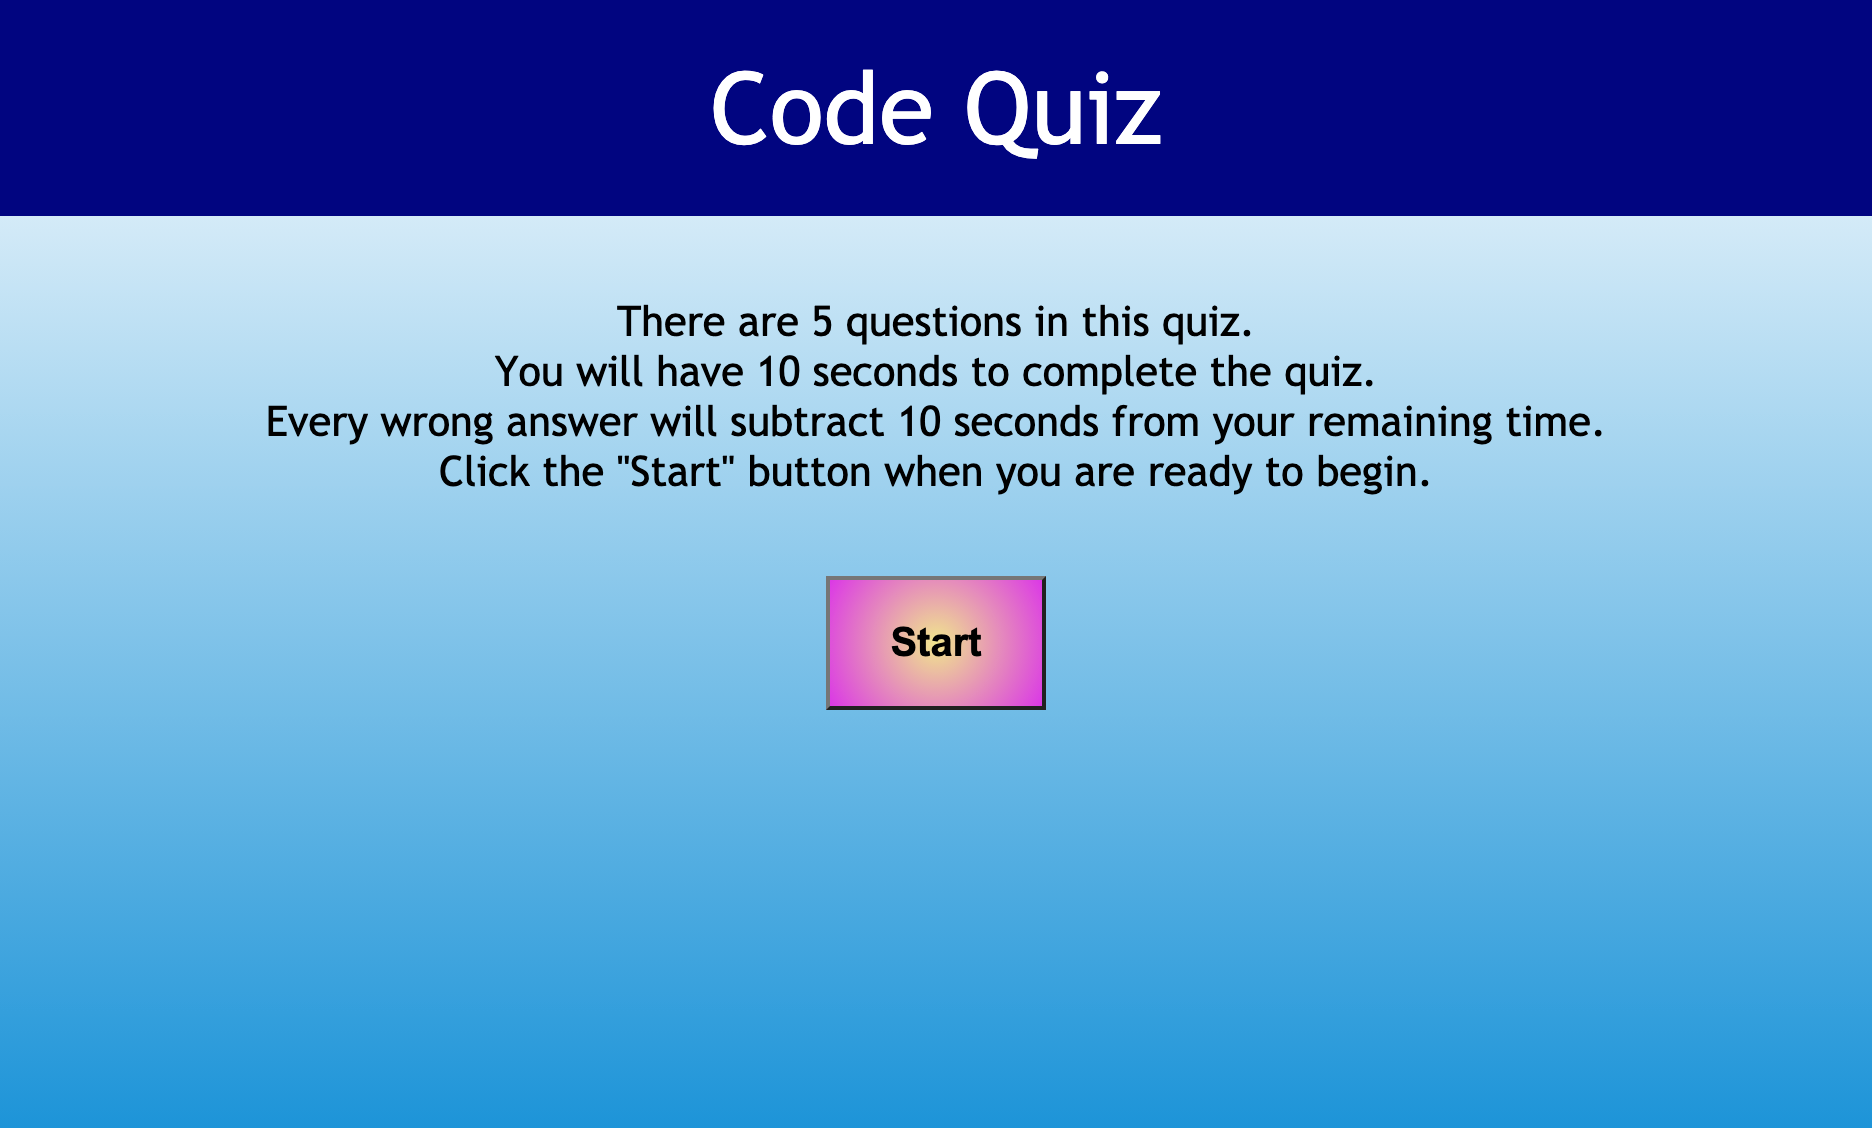 Code Quiz
There are 5 questions in this quiz.
You will have 10 seconds to complete the quiz.
Every wrong answer will subtract 10 seconds from your remaining time.
Click the "Start" button when you are ready to begin.
Start